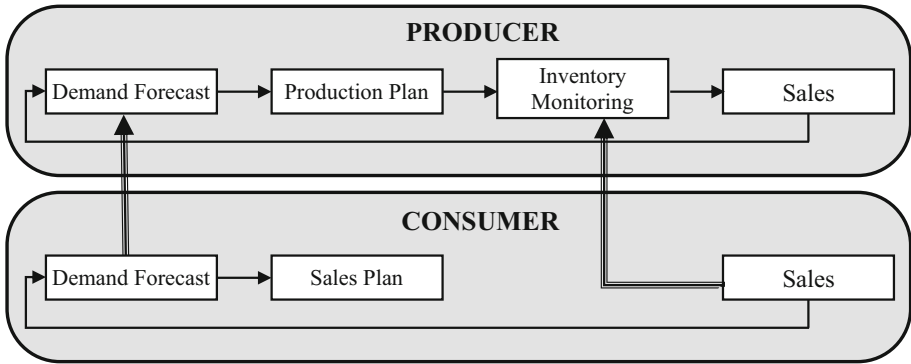 PRODUCER
Demand Forecast
Production Plan
Inventory
Monitoring
Sales
CONSUMER
Demand Forecast
Sales Plan
Sales